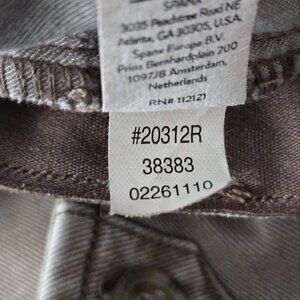 SPANX
3035 Peachtree Road NE
Atlanta, GA 30305, U.S.A.
Spanx Europe B.V.
Prins Bernhardplein 200
1097JB Amsterdam,
Netherlands
RN# 112121
#20312R
38383
02261110